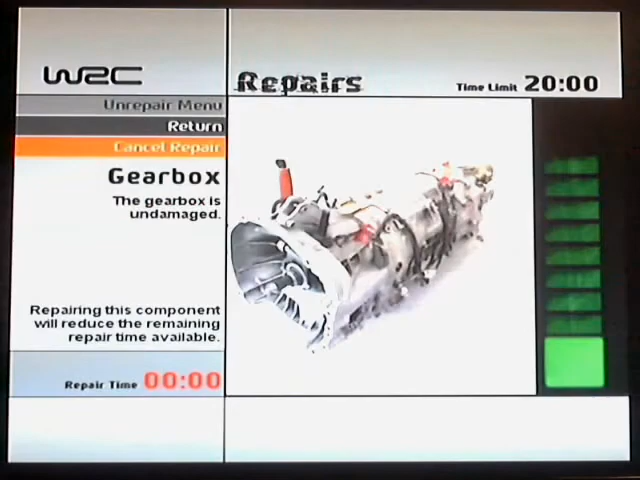 WRC
Repairs
Time Limit 20:00
Unrepair Menu
Return
Cancel Repair
Gearbox
The gearbox is
undamaged.
Repairing this component
will reduce the remaining
repair time available.
Repair Time 00:00